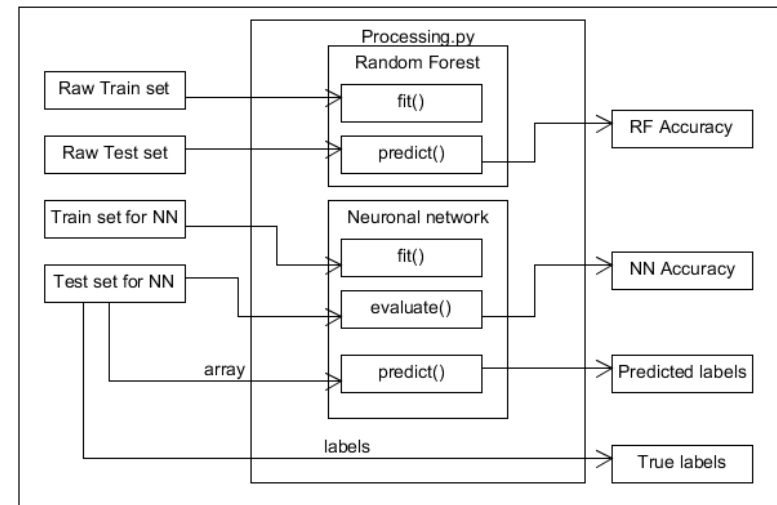 Processing.py
Random Forest
Raw Train set
fit()
RF Accuracy
Raw Test set
predict()
Train set for NN
Neuronal network
fit()
NN Accuracy
Test set for NN
evaluate()
array
predict()
Predicted labels
labels
True labels